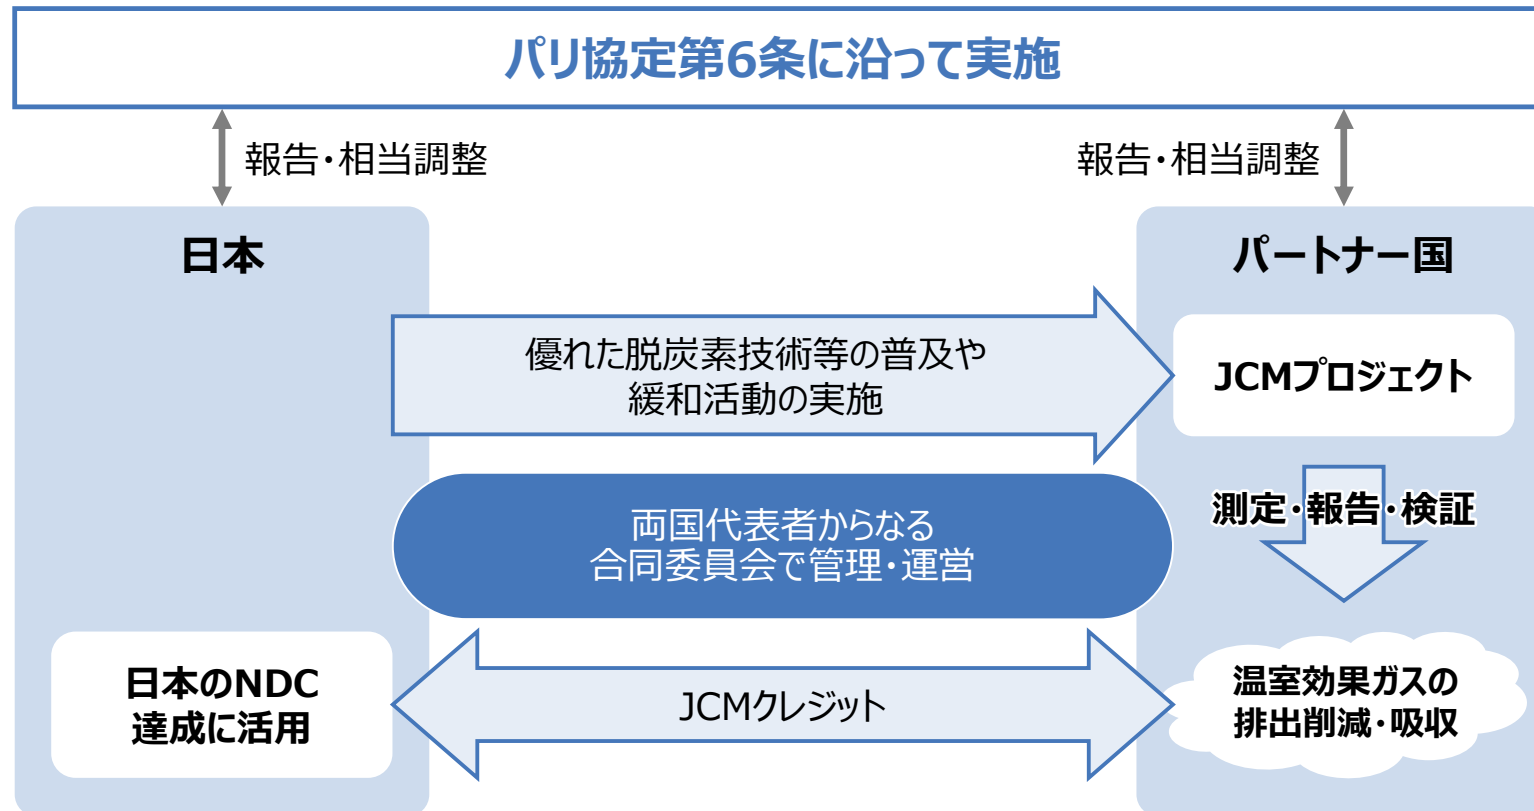 パリ協定第6条に沿って実施
報告・相当調整
報告・相当調整
日本
パートナー国
優れた脱炭素技術等の普及や
緩和活動の実施
JCMプロジェクト
測定・報告・検証
両国代表者からなる
合同委員会で管理・運営
日本のNDC
達成に活用
JCMクレジット
温室効果ガスの
排出削減・吸収